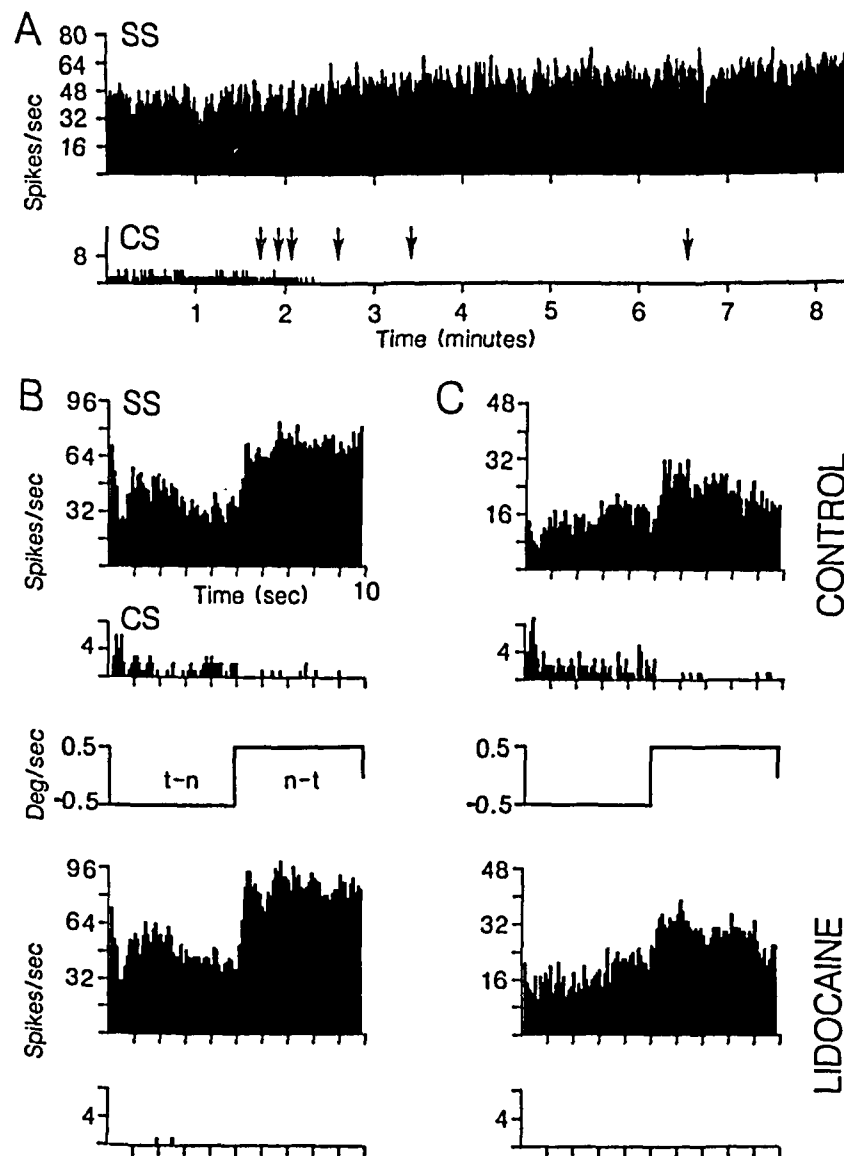 A
SS
Spikes/sec
80
64
48
32
16
CS
8
1 2 3 4 5 6 7 8
Time (minutes)
B
SS
Spikes/sec
96
64
32
Time (sec) 10
CS
4
Deg/sec
0.5
-0.5
t-n n-t
Spikes/sec
96
64
32
4
C
48
32
16
4
0.5
-0.5
48
32
16
4
CONTROL
LIDOCAINE